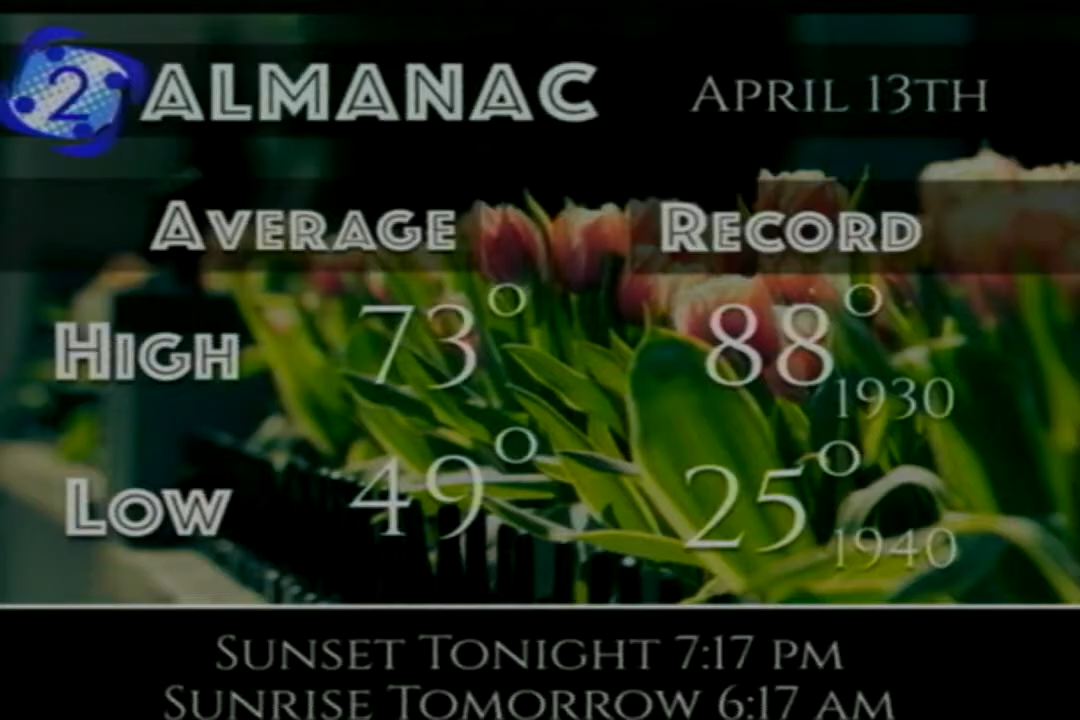 2 ALMANAC APRIL 13TH
AVERAGE RECORD
HIGH 73° 88° 1930
LOW 49° 25° 1940
SUNSET TONIGHT 7:17 PM
SUNRISE TOMORROW 6:17 AM